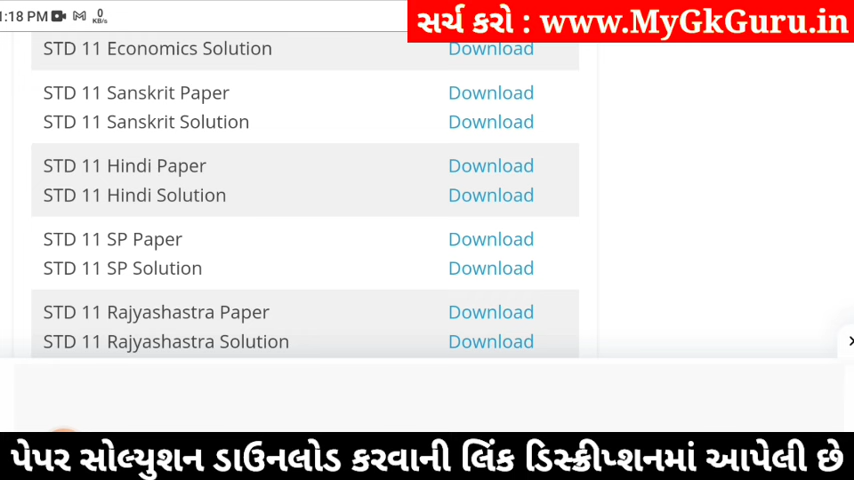 1:18 PM 0 KB/s
સર્ચ કરો : www.MyGkGuru.in
STD 11 Economics Solution Download
STD 11 Sanskrit Paper Download
STD 11 Sanskrit Solution Download
STD 11 Hindi Paper Download
STD 11 Hindi Solution Download
STD 11 SP Paper Download
STD 11 SP Solution Download
STD 11 Rajyashastra Paper Download
STD 11 Rajyashastra Solution Download
પેપર સોલ્યુશન ડાઉનલોડ કરવાની લિંક ડિસ્ક્રીપ્શનમાં આપેલી છે